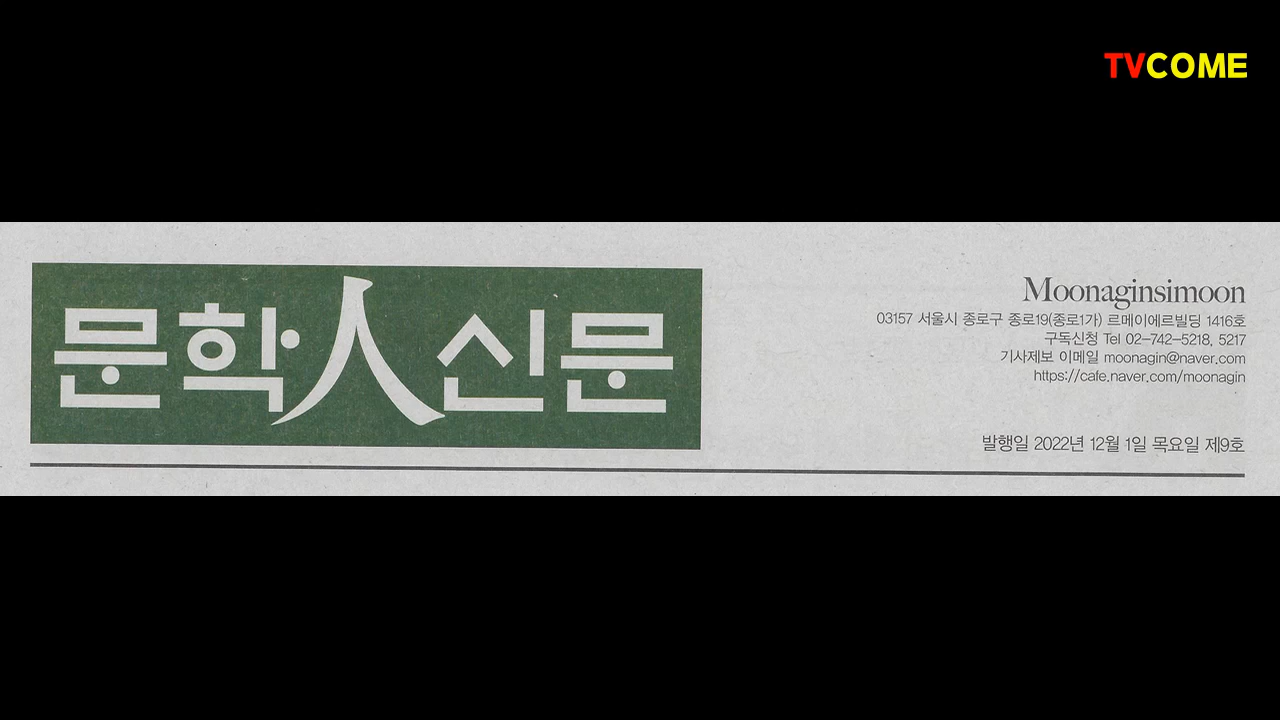 TVCOME
문학人신문
Moonaginsimoon
03157 서울시 종로구 종로19(종로1가) 르메이에르빌딩 1416호
구독신청 Tel 02-742-5218, 5217
기사제보 이메일 moonagin@naver.com
https://cafe.naver.com/moonagin
발행일 2022년 12월 1일 목요일 제9호